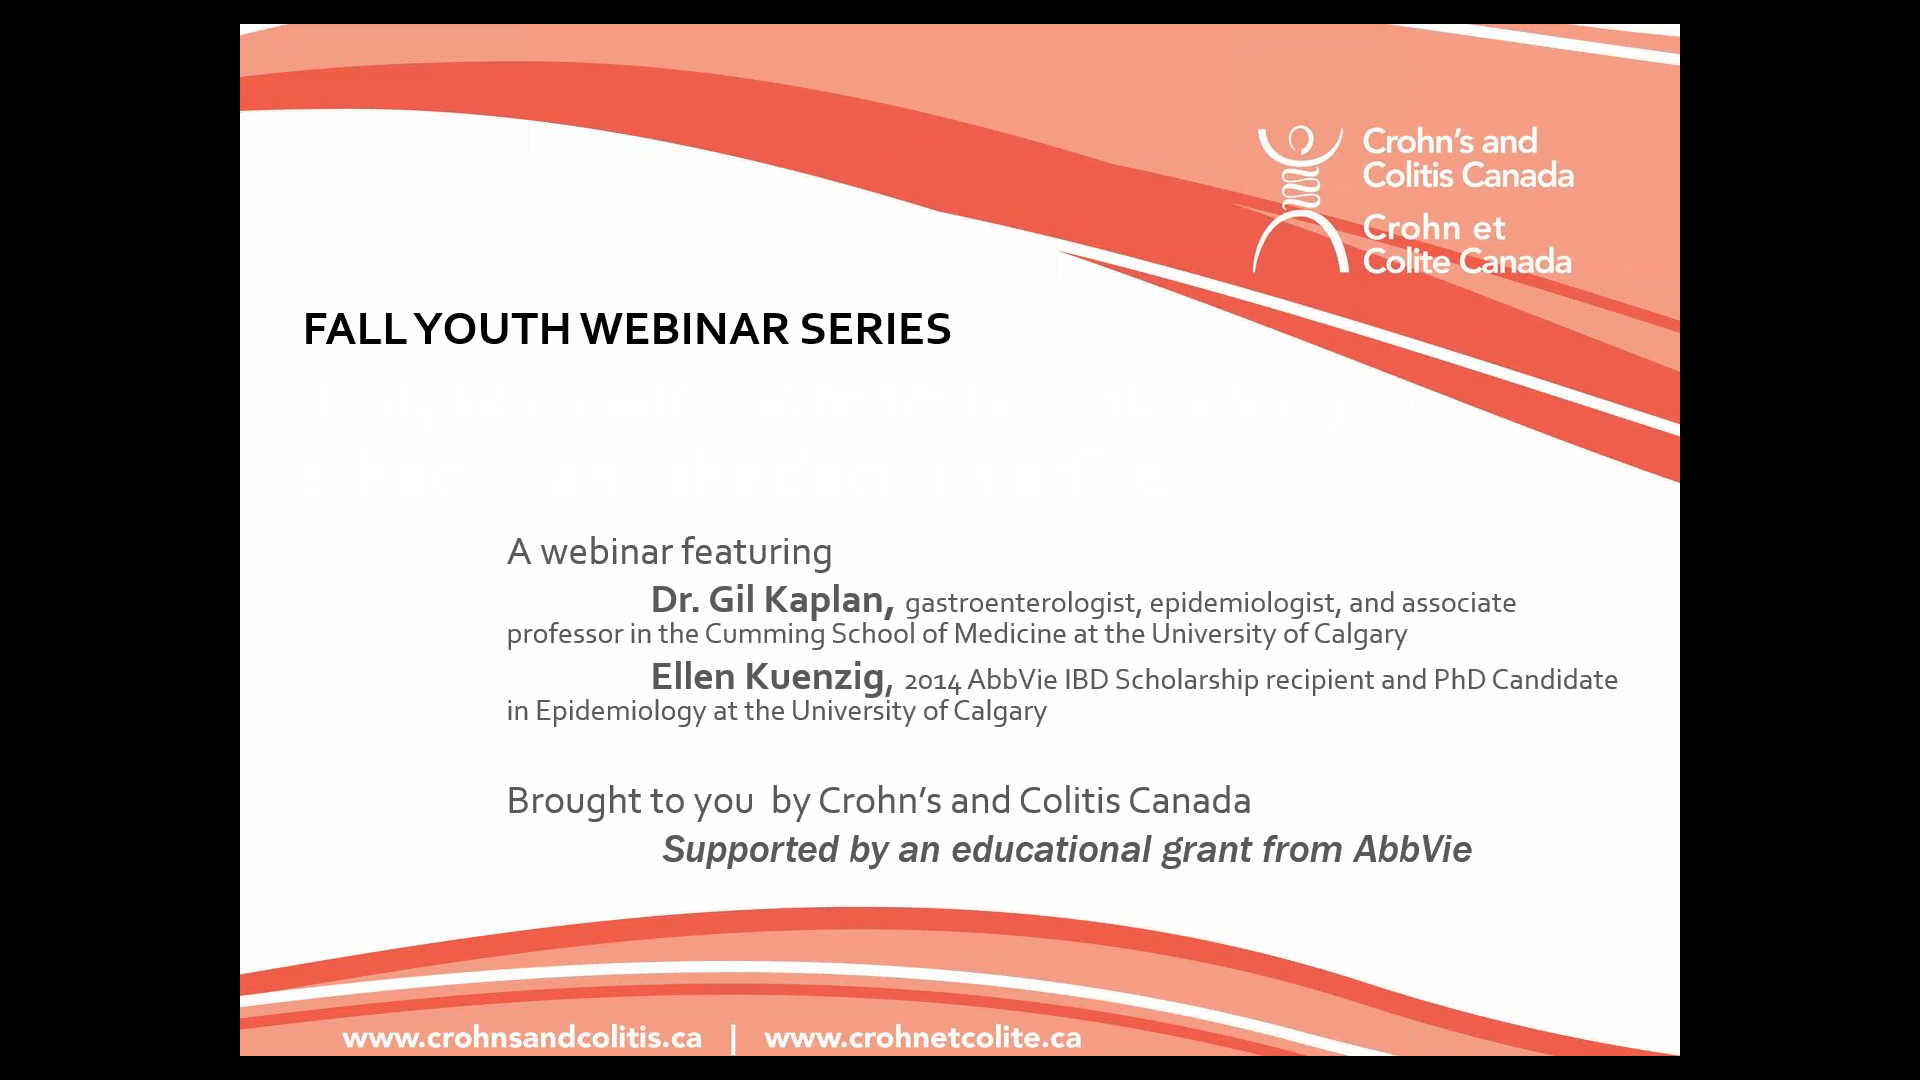 Crohn's and
Colitis Canada
Crohn et
Colite Canada
FALL YOUTH WEBINAR SERIES
A webinar featuring
Dr. Gil Kaplan, gastroenterologist, epidemiologist, and associate
professor in the Cumming School of Medicine at the University of Calgary
Ellen Kuenzig, 2014 AbbVie IBD Scholarship recipient and PhD Candidate
in Epidemiology at the University of Calgary
Brought to you by Crohn's and Colitis Canada
Supported by an educational grant from AbbVie
www.crohnsandcolitis.ca | www.crohnetcolite.ca